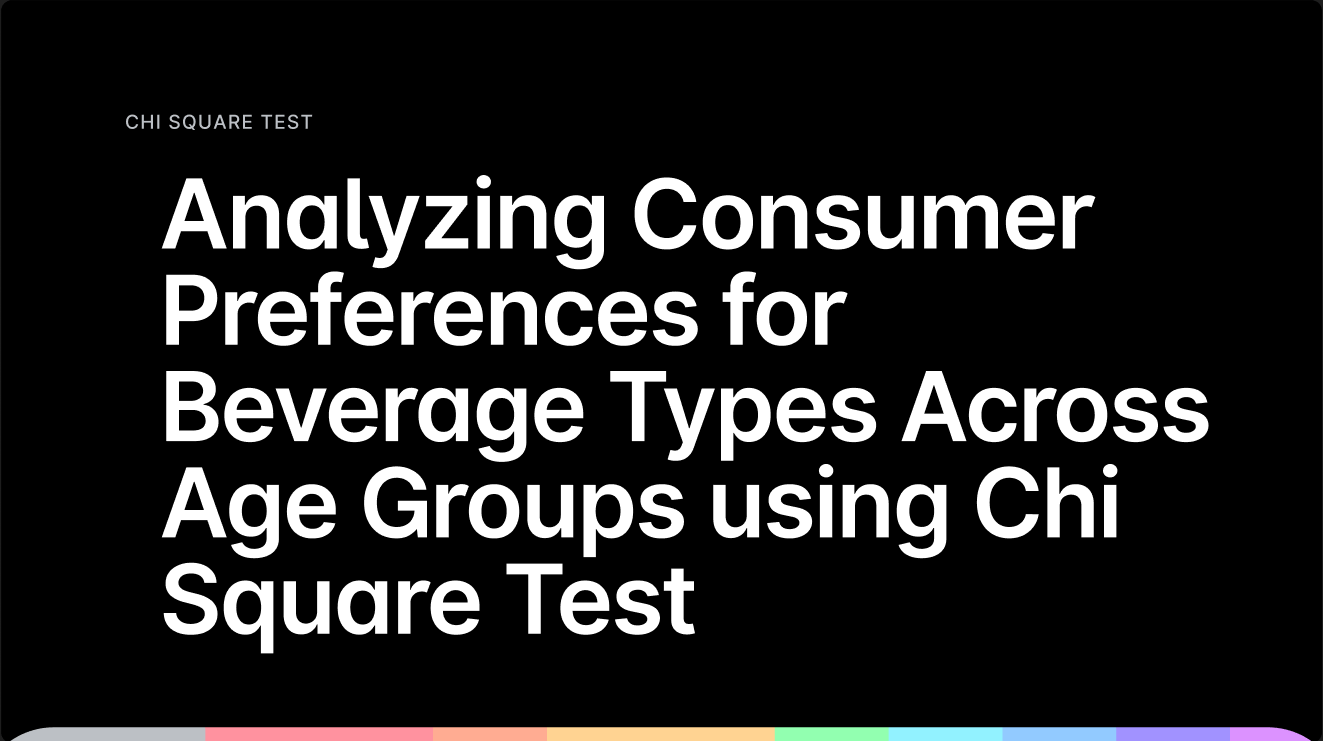 CHI SQUARE TEST
Analyzing Consumer
Preferences for
Beverage Types Across
Age Groups using Chi
Square Test